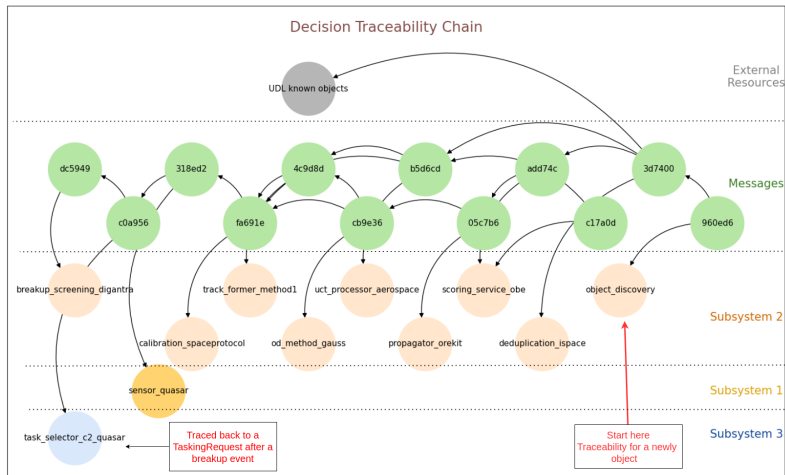 Decision Traceability Chain
External
Resources
UDL known objects
dc5949
318ed2
4c9d8d
b5d6cd
add74c
3d7400
Messages
c0a956
fa691e
cb9e36
05c7b6
c17a0d
960ed6
breakup_screening_digantra
track_former_method1
uct_processor_aerospace
scoring_service_obe
object_discovery
Subsystem 2
calibration_spaceprotocol
od_method_gauss
propagator_orekit
deduplication_ispace
sensor_quasar
Subsystem 1
task_selector_c2_quasar
Traced back to a
TaskingRequest after a
breakup event
Start here
Traceability for a newly
object
Subsystem 3